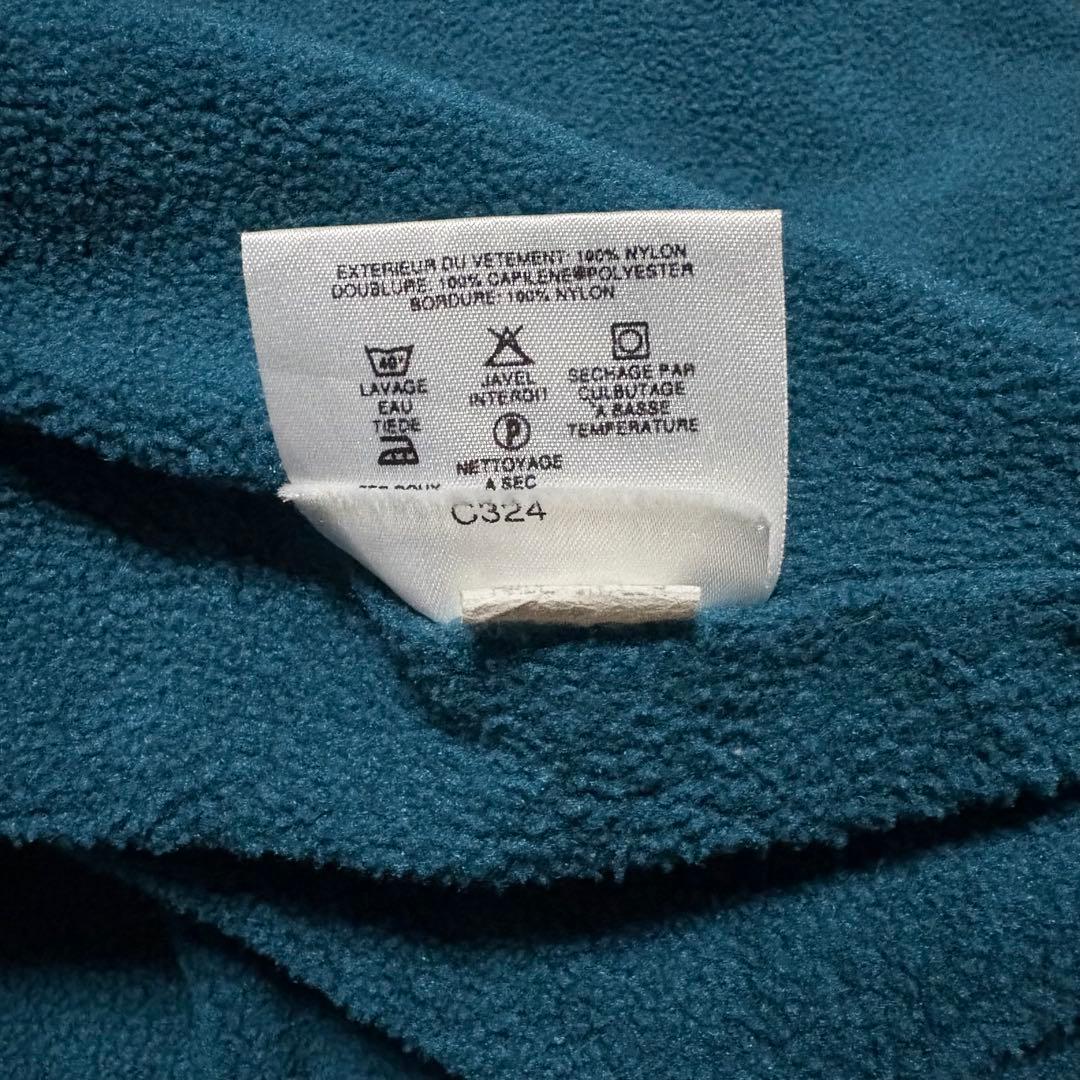 EXTERIEUR DU VETEMENT: 100% NYLON
DOUBLURE: 100% CAPILENE®POLYESTER
BORDURE: 100% NYLON
40°
LAVAGE
EAU
TIEDE
JAVEL
INTERDIT
P
NETTOYAGE
A SEC
SECHAGE PAR
CULBUTAGE
A BASSE
TEMPERATURE
DOUX
C324